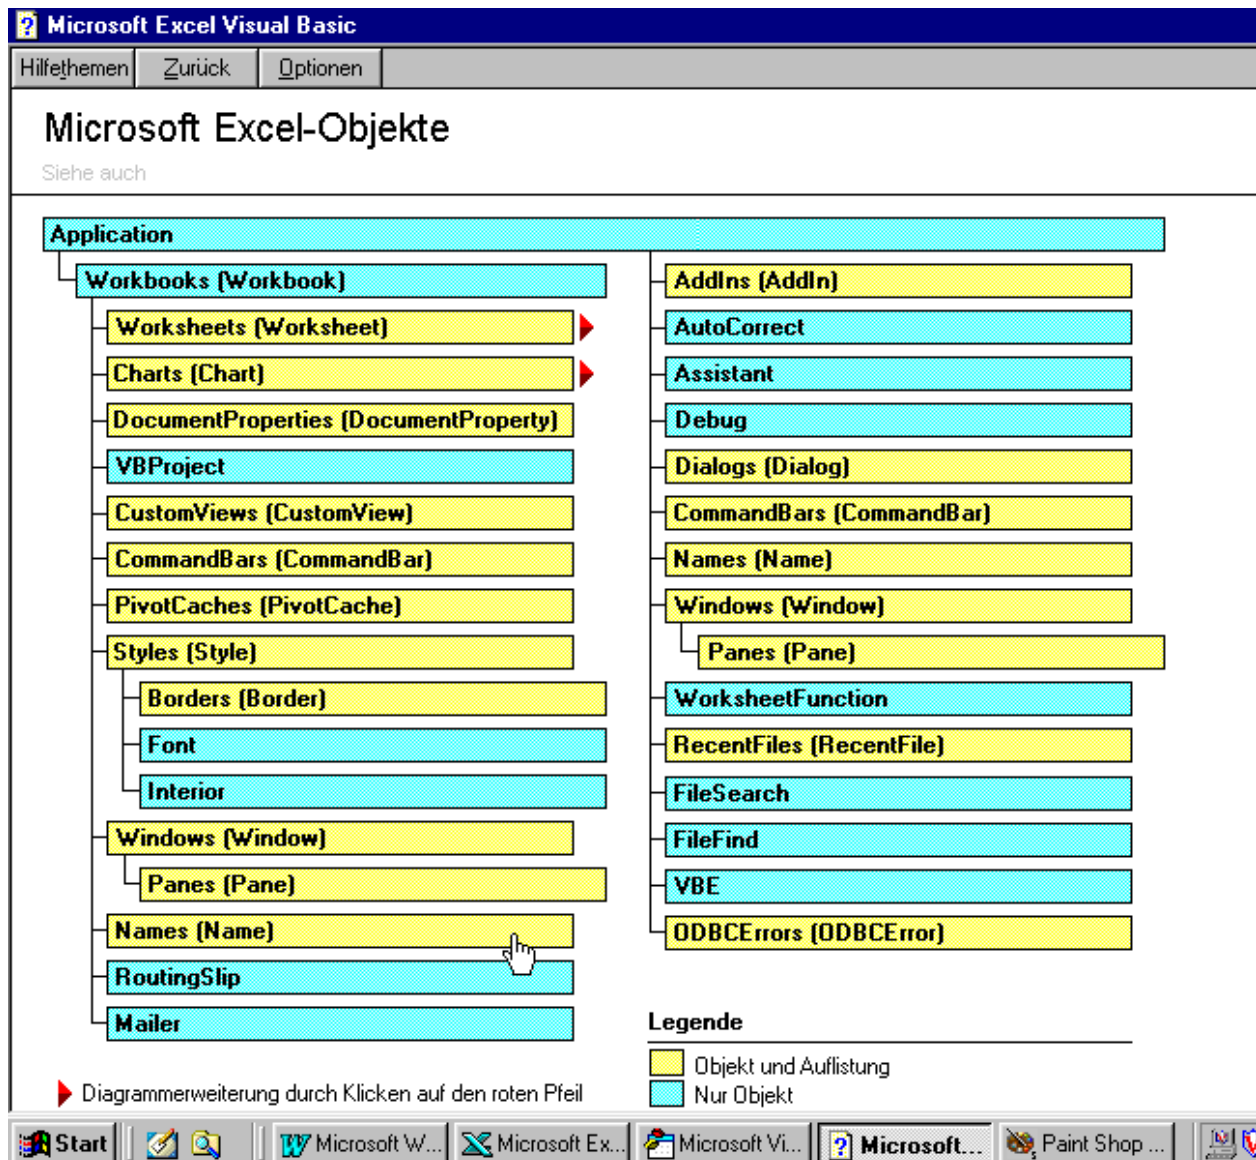 Microsoft Excel Visual Basic
Hilfethemen Zurück Optionen
Microsoft Excel-Objekte
Siehe auch
Application
Workbooks (Workbook)
Worksheets (Worksheet)
Charts (Chart)
DocumentProperties (DocumentProperty)
VBProject
CustomViews (CustomView)
CommandBars (CommandBar)
PivotCaches (PivotCache)
Styles (Style)
Borders (Border)
Font
Interior
Windows (Window)
Panes (Pane)
Names (Name)
RoutingSlip
Mailer
Diagrammerweiterung durch Klicken auf den roten Pfeil
AddIns (AddIn)
AutoCorrect
Assistant
Debug
Dialogs (Dialog)
CommandBars (CommandBar)
Names (Name)
Windows (Window)
Panes (Pane)
WorksheetFunction
RecentFiles (RecentFile)
FileSearch
FileFind
VBE
ODBCErrors (ODBCError)
Legende
Objekt und Auflistung
Nur Objekt
Start Microsoft W... Microsoft Ex... Microsoft Vi... Microsoft... Paint Shop ...